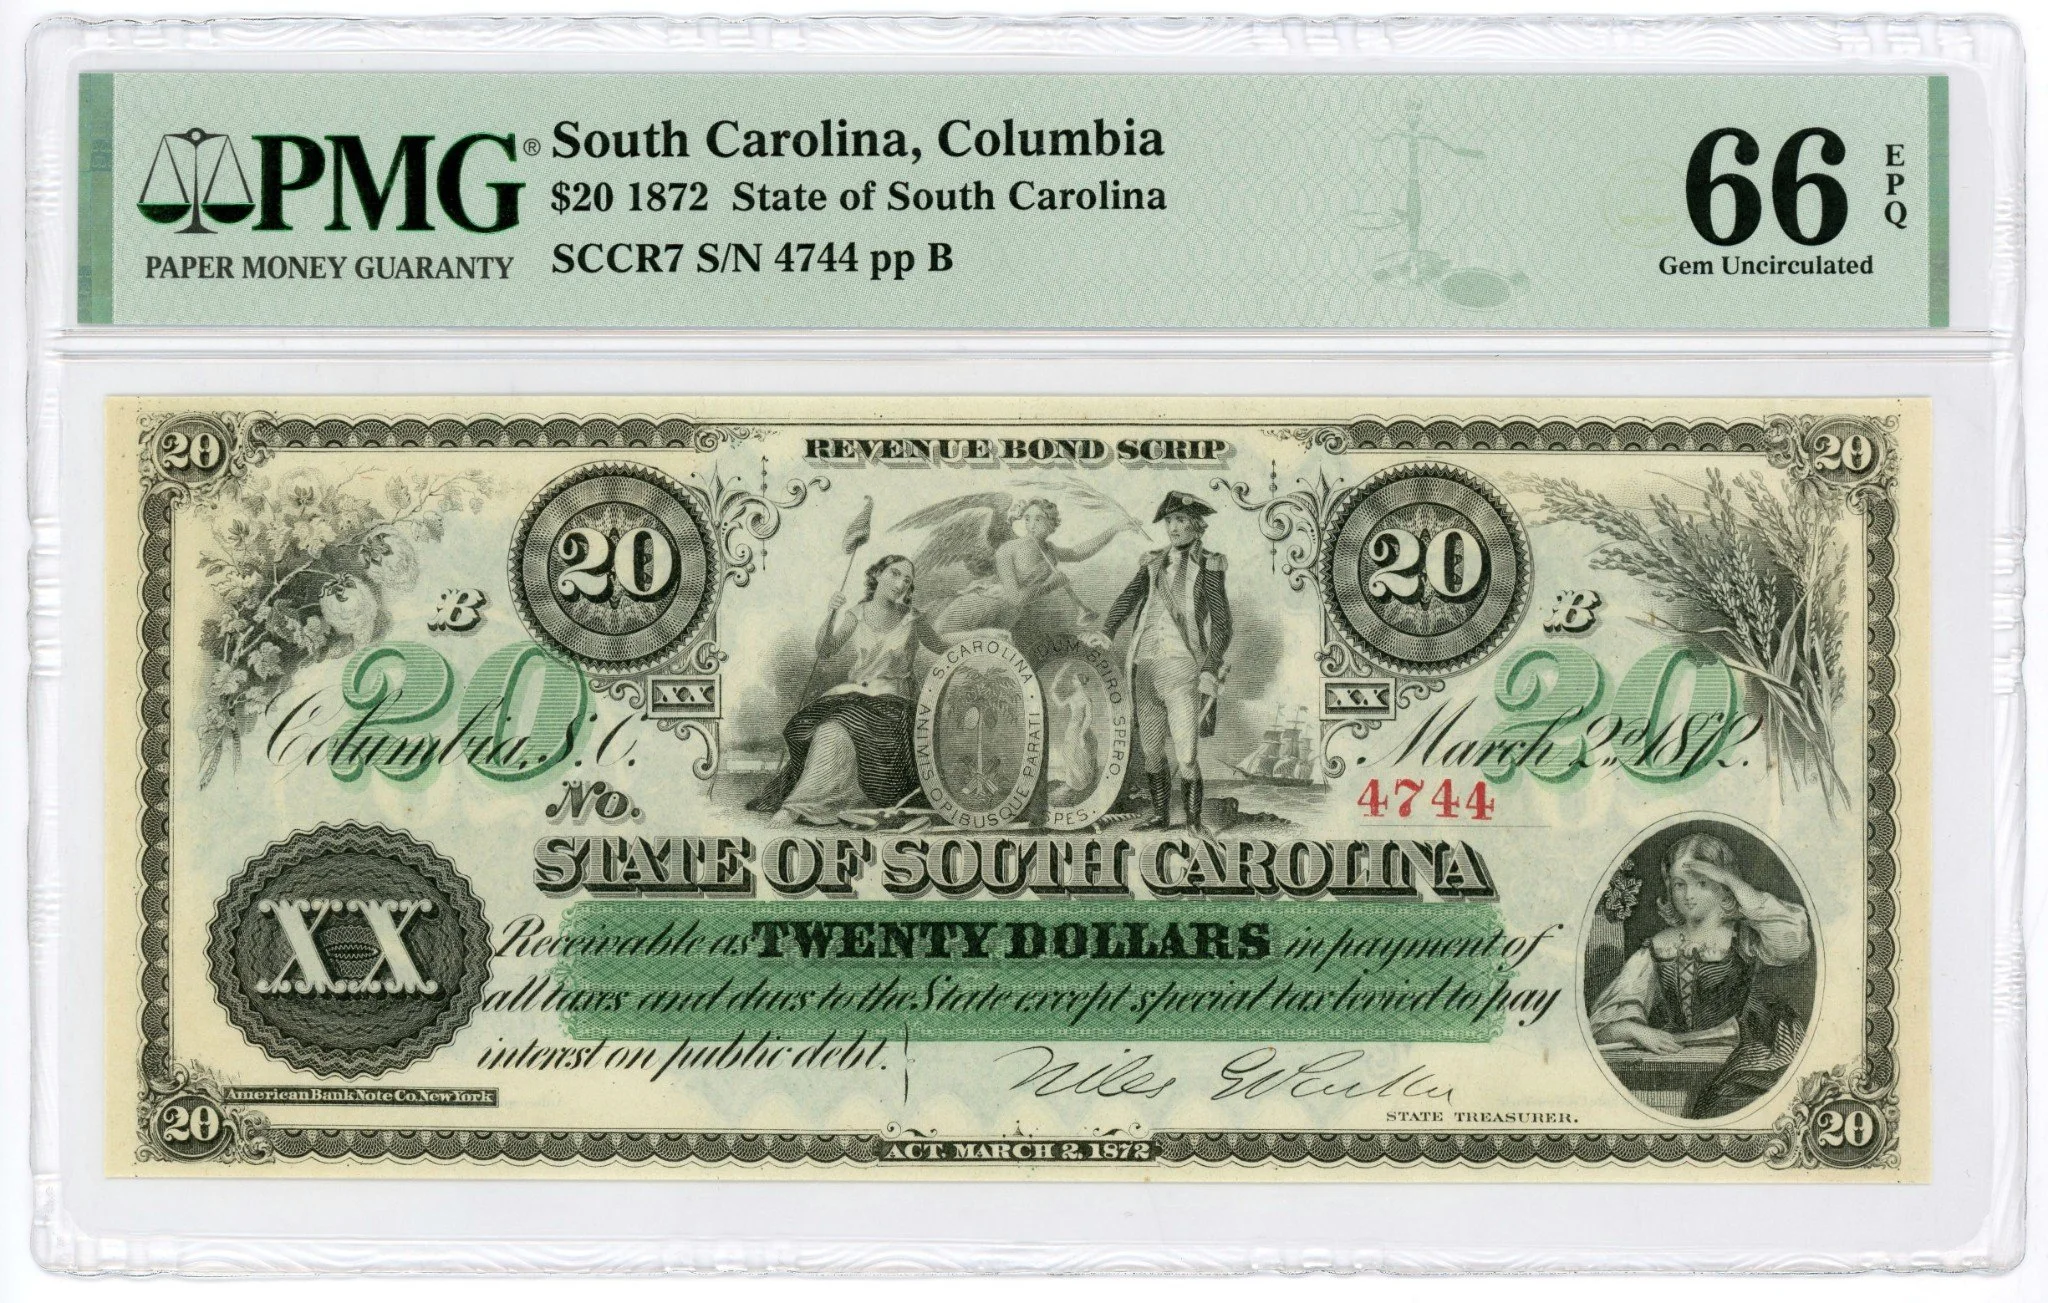 PMG®
PAPER MONEY GUARANTY
South Carolina, Columbia
$20 1872 State of South Carolina
SCCR7 S/N 4744 pp B
66
EPQ
Gem Uncirculated
20 REVENUE BOND SCRIP 20
20 20
B B
20 20
XX XX
S. CAROLINA. ANIMIS OPIBUSQUE PARATI.
DUM SPIRO SPERO. SPES.
Columbia, S.C. March 2d, 1872.
No. 4744
STATE OF SOUTH CAROLINA
XX
Receivable as TWENTY DOLLARS in payment of
all taxes and dues to the State except special tax levied to pay
interest on public debt.
Niles G Parker
STATE TREASURER.
American Bank Note Co. New York
20 ACT. MARCH 2, 1872 20